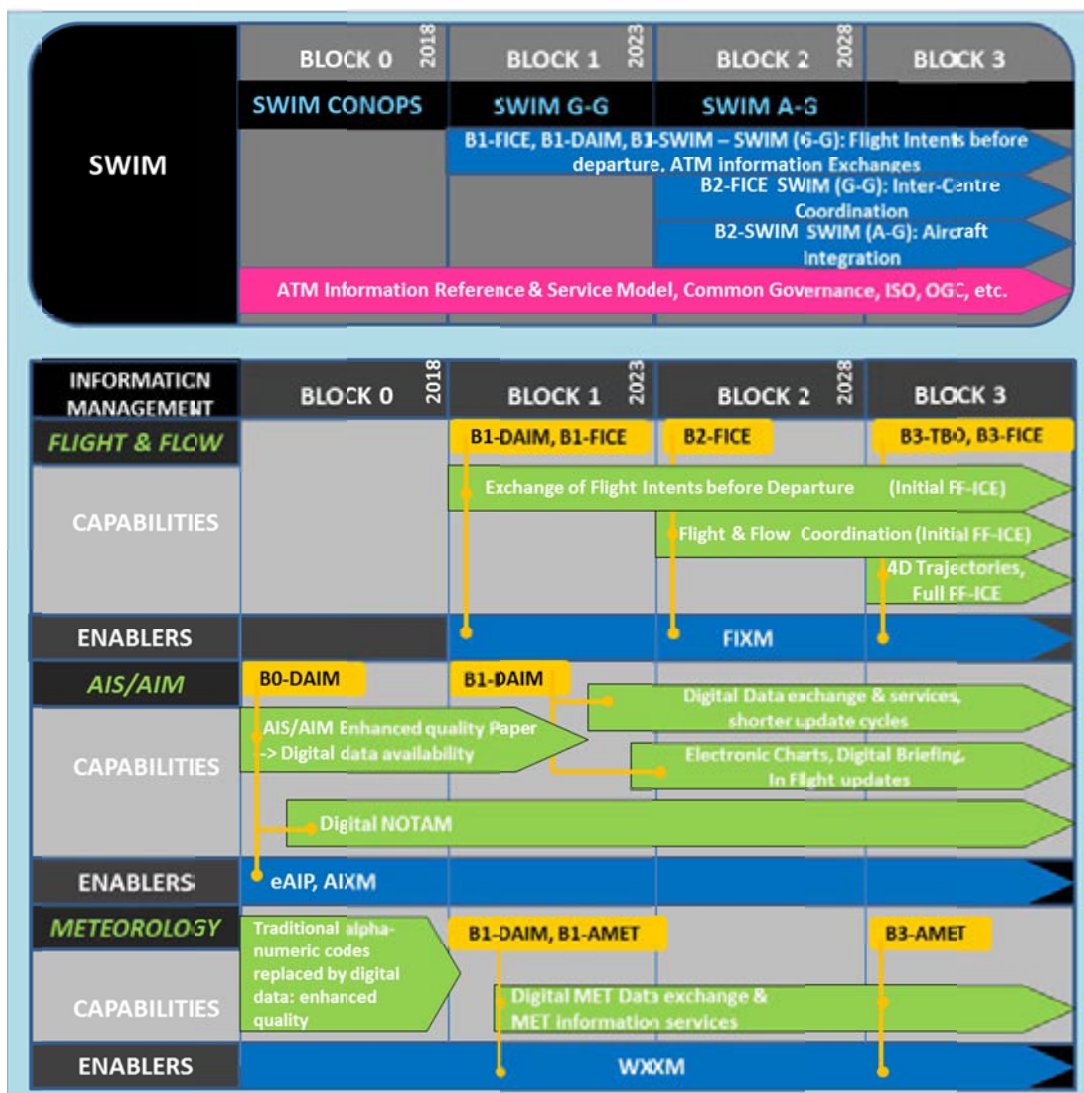 BLOCK 0 2018 BLOCK 1 2023 BLOCK 2 2028 BLOCK 3
SWIM CONOPS SWIM G-G SWIM A-G
SWIM
B1-FICE, B1-DAIM, B1-SWIM – SWIM (G-G): Flight Intents before
departure, ATM information Exchanges
B2-FICE SWIM (G-G): Inter-Centre
Coordination
B2-SWIM SWIM (A-G): Aircraft
Integration
ATM Information Reference & Service Model, Common Governance, ISO, OGC, etc.
INFORMATION
MANAGEMENT
BLOCK 0 2018 BLOCK 1 2023 BLOCK 2 2028 BLOCK 3
FLIGHT & FLOW
B1-DAIM, B1-FICE B2-FICE B3-TBO, B3-FICE
CAPABILITIES
Exchange of Flight Intents before Departure (Initial FF-ICE)
Flight & Flow Coordination (Initial FF-ICE)
4D Trajectories,
Full FF-ICE
ENABLERS FIXM
AIS/AIM
B0-DAIM B1-DAIM
CAPABILITIES
AIS/AIM Enhanced quality Paper
-> Digital data availability
Digital Data exchange & services,
shorter update cycles
Electronic Charts, Digital Briefing,
In Flight updates
Digital NOTAM
ENABLERS eAIP, AIXM
METEOROLOGY
Traditional alpha-
numeric codes
replaced by digital
data: enhanced
quality
B1-DAIM, B1-AMET B3-AMET
CAPABILITIES
Digital MET Data exchange &
MET information services
ENABLERS WXXM